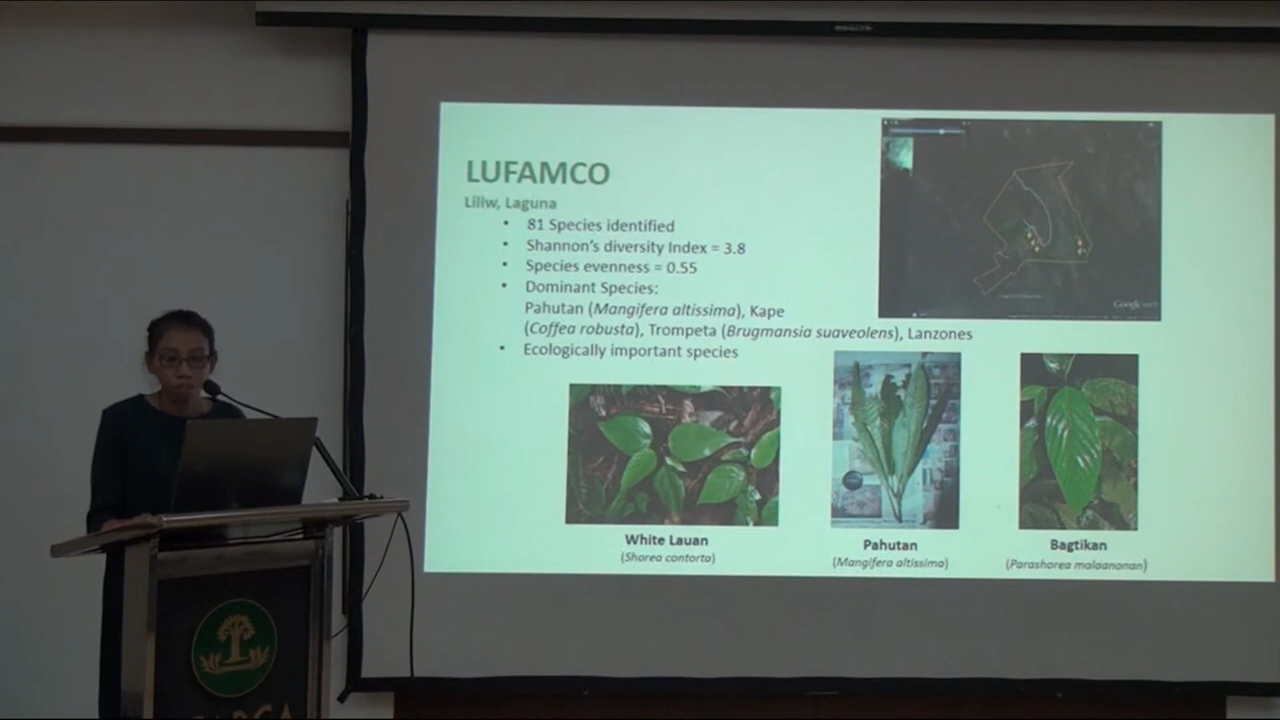 LUFAMCO
Liliw, Laguna
• 81 Species identified
• Shannon's diversity Index = 3.8
• Species evenness = 0.55
• Dominant Species:
Pahutan (Mangifera altissima), Kape
(Coffea robusta), Trompeta (Brugmansia suaveolens), Lanzones
• Ecologically important species
Google
White Lauan
(Shorea contorta)
Pahutan
(Mangifera altissima)
Bagtikan
(Parashorea malaanonan)